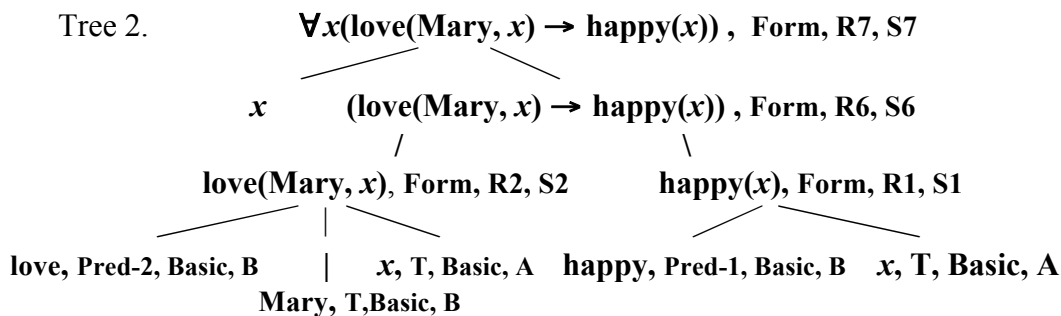 Tree 2. ∀x(love(Mary, x) → happy(x)) , Form, R7, S7
x (love(Mary, x) → happy(x)) , Form, R6, S6
love(Mary, x), Form, R2, S2 happy(x), Form, R1, S1
love, Pred-2, Basic, B x, T, Basic, A happy, Pred-1, Basic, B x, T, Basic, A
Mary, T,Basic, B